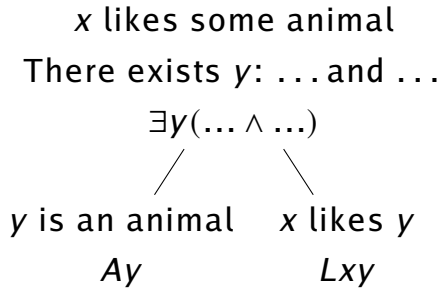 x likes some animal
There exists y: ... and ...
∃y(... ∧ ...)
y is an animal x likes y
Ay Lxy